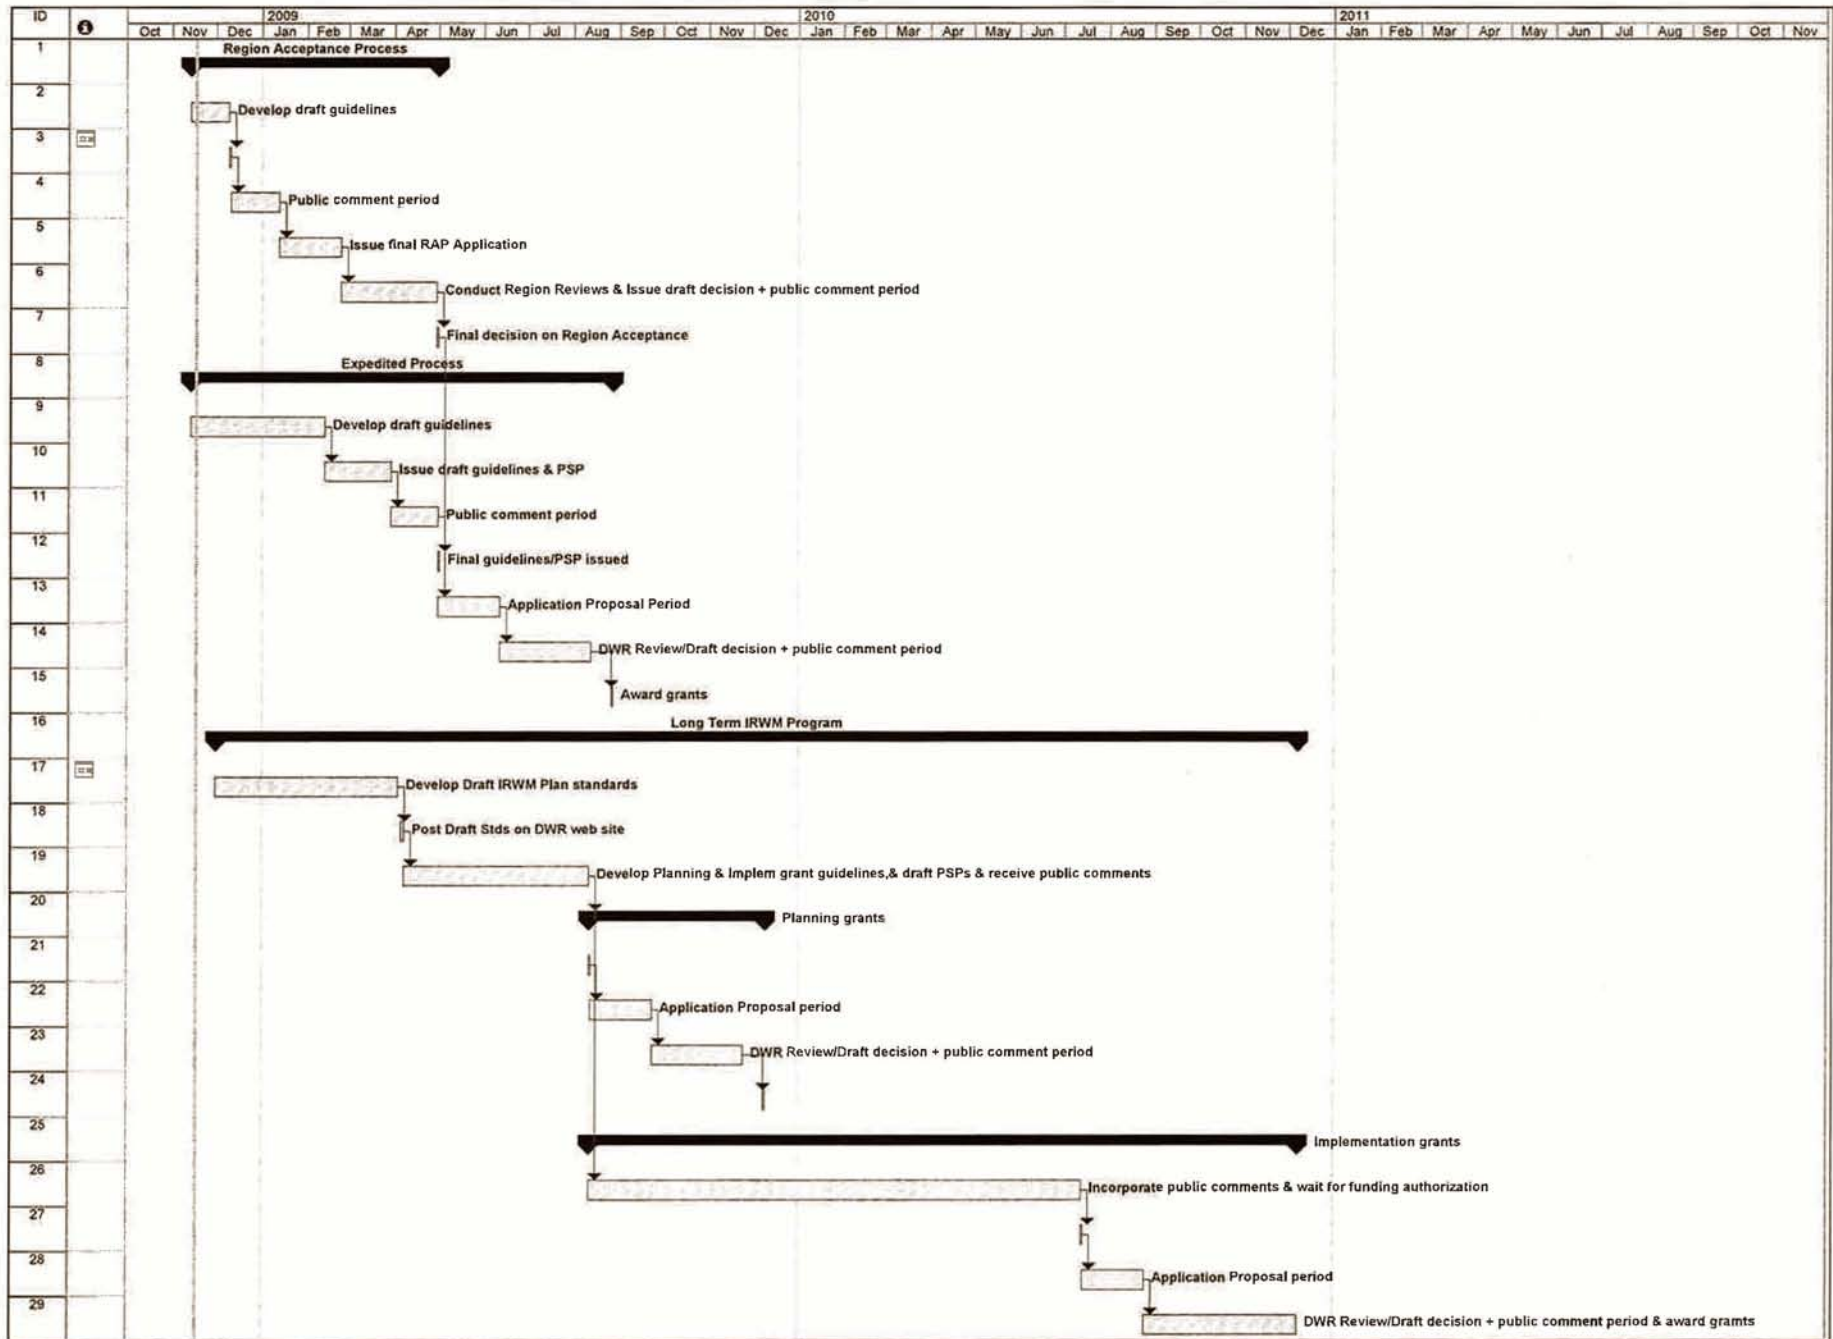 ID
2009
2010
2011
Oct Nov Dec Jan Feb Mar Apr May Jun Jul Aug Sep Oct Nov Dec Jan Feb Mar Apr May Jun Jul Aug Sep Oct Nov Dec Jan Feb Mar Apr May Jun Jul Aug Sep Oct Nov
1
Region Acceptance Process
2
Develop draft guidelines
3
4
Public comment period
5
Issue final RAP Application
6
Conduct Region Reviews & Issue draft decision + public comment period
7
Final decision on Region Acceptance
8
Expedited Process
9
Develop draft guidelines
10
Issue draft guidelines & PSP
11
Public comment period
12
Final guidelines/PSP issued
13
Application Proposal Period
14
DWR Review/Draft decision + public comment period
15
Award grants
16
Long Term IRWM Program
17
Develop Draft IRWM Plan standards
18
Post Draft Stds on DWR web site
19
Develop Planning & Implem grant guidelines,& draft PSPs & receive public comments
20
Planning grants
21
22
Application Proposal period
23
DWR Review/Draft decision + public comment period
24
25
Implementation grants
26
Incorporate public comments & wait for funding authorization
27
28
Application Proposal period
29
DWR Review/Draft decision + public comment period & award gramts